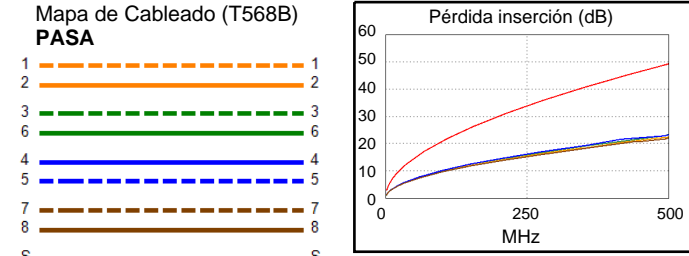 Mapa de Cableado (T568B)
PASA
1 1
2 2
3 3
6 6
4 4
5 5
7 7
8 8
S S
Pérdida inserción (dB)
60
50
40
30
20
10
0
0 250 500
MHz